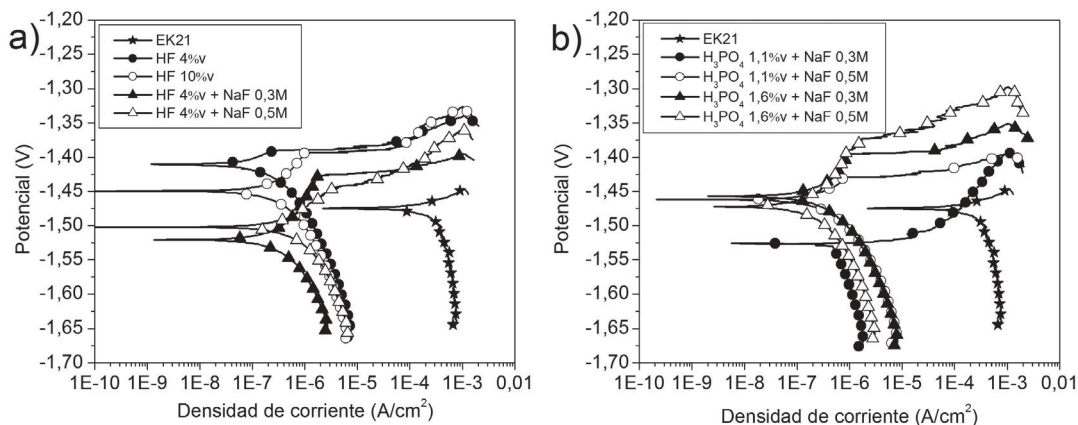 a)
-1,20
-1,25
-1,30
-1,35
-1,40
-1,45
-1,50
-1,55
-1,60
-1,65
-1,70
Potencial (V)
EK21
HF 4%v
HF 10%v
HF 4%v + NaF 0,3M
HF 4%v + NaF 0,5M
1E-10 1E-9 1E-8 1E-7 1E-6 1E-5 1E-4 1E-3 0,01
Densidad de corriente (A/cm²)
b)
-1,20
-1,25
-1,30
-1,35
-1,40
-1,45
-1,50
-1,55
-1,60
-1,65
-1,70
Potencial (V)
EK21
H₃PO₄ 1,1%v + NaF 0,3M
H₃PO₄ 1,1%v + NaF 0,5M
H₃PO₄ 1,6%v + NaF 0,3M
H₃PO₄ 1,6%v + NaF 0,5M
1E-10 1E-9 1E-8 1E-7 1E-6 1E-5 1E-4 1E-3 0,01
Densidad de corriente (A/cm²)